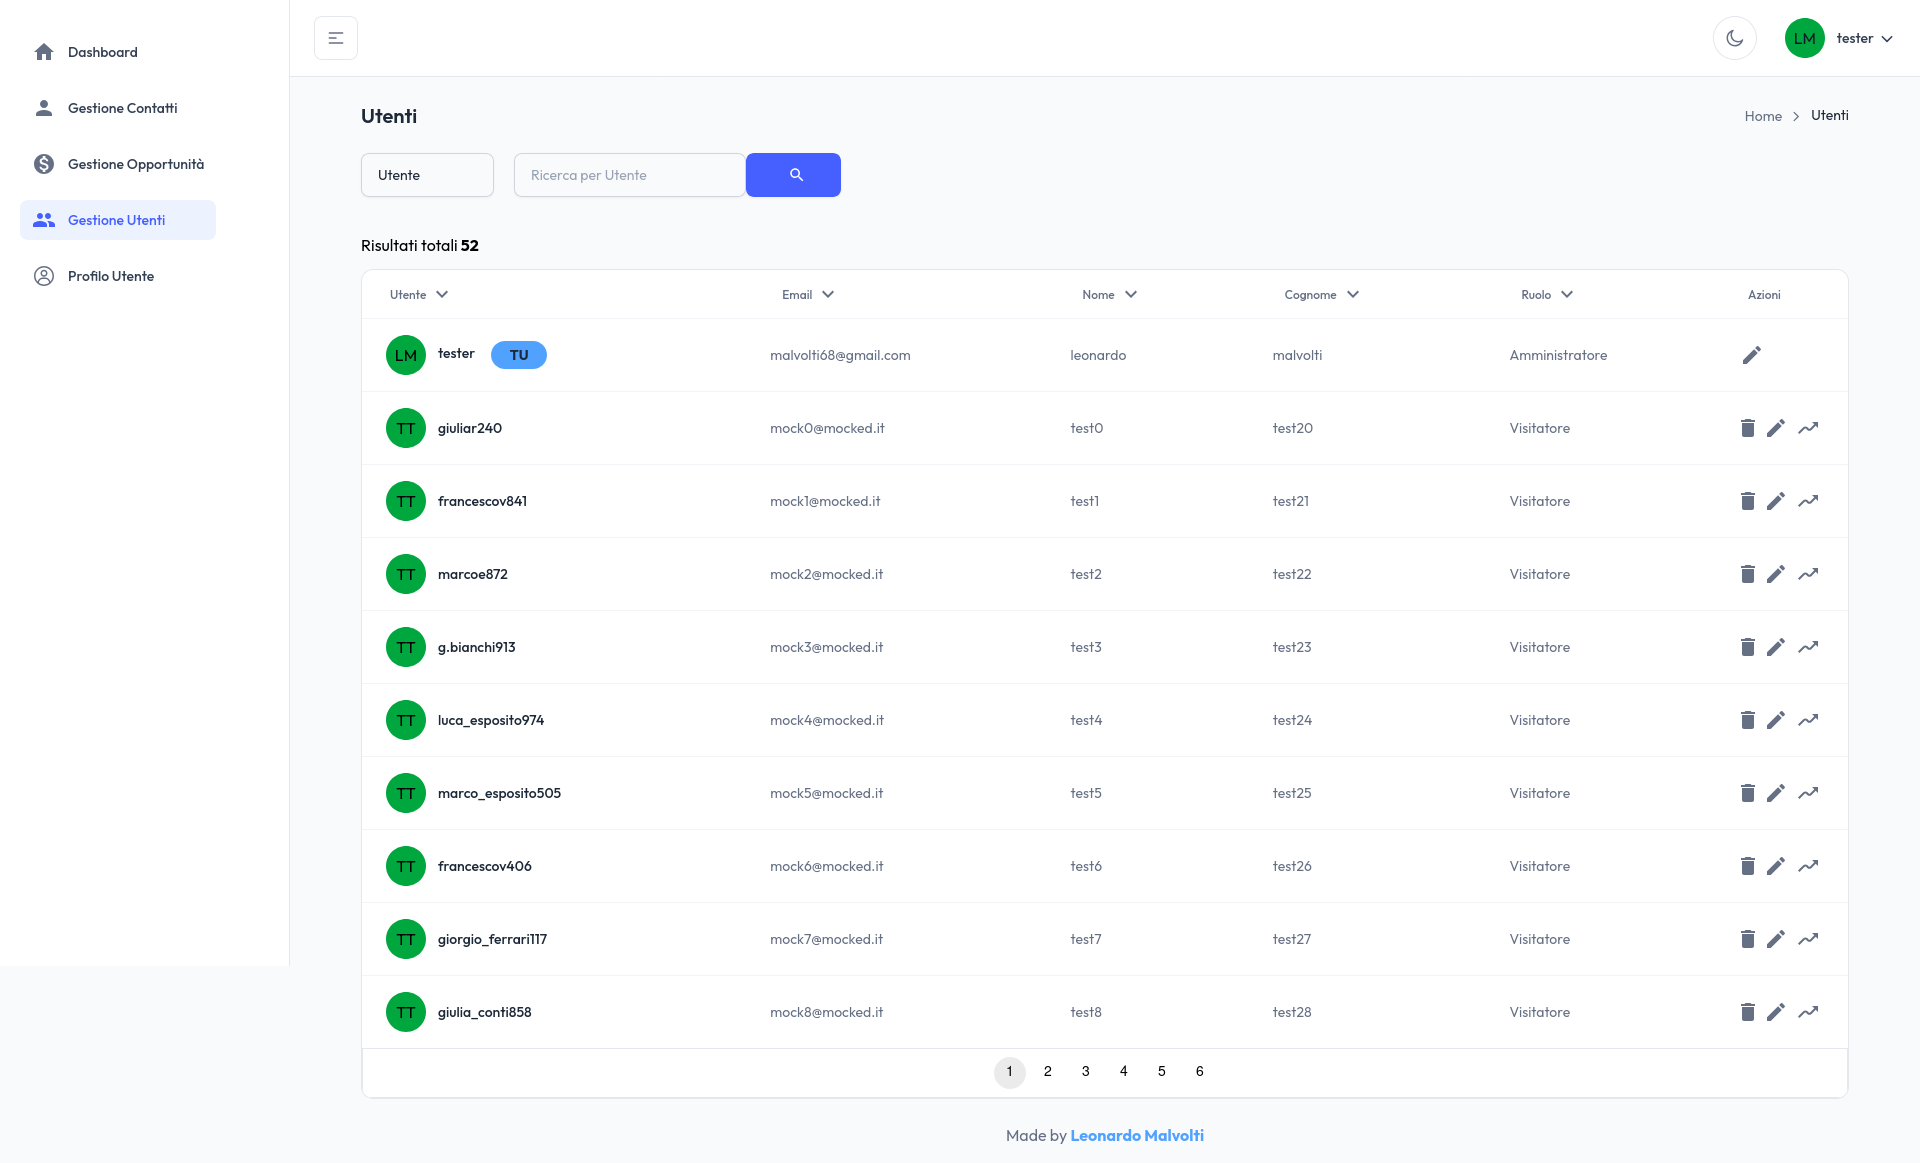 Dashboard
Gestione Contatti
Gestione Opportunità
Gestione Utenti
Profilo Utente
LM tester
Utenti
Home Utenti
Utente Ricerca per Utente
Risultati totali 52
Utente Email Nome Cognome Ruolo Azioni
LM tester TU malvolti68@gmail.com leonardo malvolti Amministratore
TT giuliar240 mock0@mocked.it test0 test20 Visitatore
TT francescov841 mock1@mocked.it test1 test21 Visitatore
TT marcoe872 mock2@mocked.it test2 test22 Visitatore
TT g.bianchi913 mock3@mocked.it test3 test23 Visitatore
TT luca_esposito974 mock4@mocked.it test4 test24 Visitatore
TT marco_esposito505 mock5@mocked.it test5 test25 Visitatore
TT francescov406 mock6@mocked.it test6 test26 Visitatore
TT giorgio_ferrari117 mock7@mocked.it test7 test27 Visitatore
TT giulia_conti858 mock8@mocked.it test8 test28 Visitatore
1 2 3 4 5 6
Made by Leonardo Malvolti